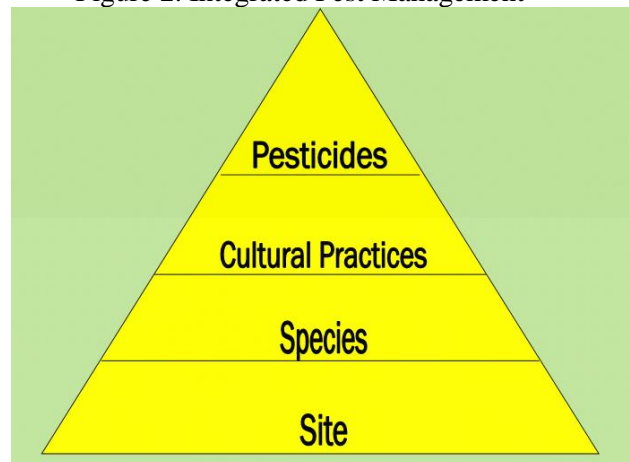 Figure 2: Integrated Pest Management
Pesticides
Cultural Practices
Species
Site